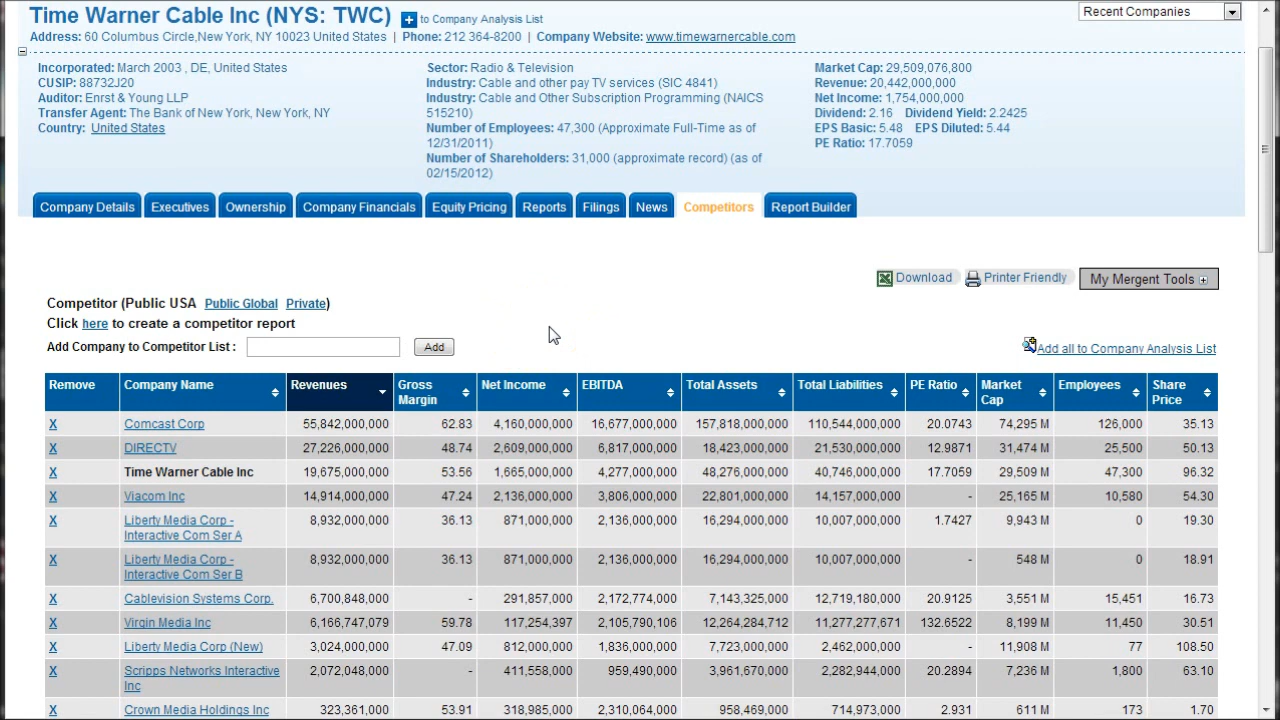 Time Warner Cable Inc (NYS: TWC) + to Company Analysis List
Recent Companies
Address: 60 Columbus Circle,New York, NY 10023 United States | Phone: 212 364-8200 | Company Website: www.timewarnercable.com
Incorporated: March 2003 , DE, United States
CUSIP: 88732J20
Auditor: Enrst & Young LLP
Transfer Agent: The Bank of New York, New York, NY
Country: United States
Sector: Radio & Television
Industry: Cable and other pay TV services (SIC 4841)
Industry: Cable and Other Subscription Programming (NAICS
515210)
Number of Employees: 47,300 (Approximate Full-Time as of
12/31/2011)
Number of Shareholders: 31,000 (approximate record) (as of
02/15/2012)
Market Cap: 29,509,076,800
Revenue: 20,442,000,000
Net Income: 1,754,000,000
Dividend: 2.16 Dividend Yield: 2.2425
EPS Basic: 5.48 EPS Diluted: 5.44
PE Ratio: 17.7059
Company Details Executives Ownership Company Financials Equity Pricing Reports Filings News Competitors Report Builder
Download Printer Friendly My Mergent Tools +
Competitor (Public USA Public Global Private)
Click here to create a competitor report
Add Company to Competitor List : Add
Add all to Company Analysis List
Remove Company Name Revenues Gross Margin Net Income EBITDA Total Assets Total Liabilities PE Ratio Market Cap Employees Share Price
X Comcast Corp 55,842,000,000 62.83 4,160,000,000 16,677,000,000 157,818,000,000 110,544,000,000 20.0743 74,295 M 126,000 35.13
X DIRECTV 27,226,000,000 48.74 2,609,000,000 6,817,000,000 18,423,000,000 21,530,000,000 12.9871 31,474 M 25,500 50.13
X Time Warner Cable Inc 19,675,000,000 53.56 1,665,000,000 4,277,000,000 48,276,000,000 40,746,000,000 17.7059 29,509 M 47,300 96.32
X Viacom Inc 14,914,000,000 47.24 2,136,000,000 3,806,000,000 22,801,000,000 14,157,000,000 - 25,165 M 10,580 54.30
X Liberty Media Corp - Interactive Com Ser A 8,932,000,000 36.13 871,000,000 2,136,000,000 16,294,000,000 10,007,000,000 1.7427 9,943 M 0 19.30
X Liberty Media Corp - Interactive Com Ser B 8,932,000,000 36.13 871,000,000 2,136,000,000 16,294,000,000 10,007,000,000 - 548 M 0 18.91
X Cablevision Systems Corp. 6,700,848,000 - 291,857,000 2,172,774,000 7,143,325,000 12,719,180,000 20.9125 3,551 M 15,451 16.73
X Virgin Media Inc 6,166,747,079 59.78 117,254,397 2,105,790,106 12,264,284,712 11,277,277,671 132.6522 8,199 M 11,450 30.51
X Liberty Media Corp (New) 3,024,000,000 47.09 812,000,000 1,836,000,000 7,723,000,000 2,462,000,000 - 11,908 M 77 108.50
X Scripps Networks Interactive Inc 2,072,048,000 - 411,558,000 959,490,000 3,961,670,000 2,282,944,000 20.2894 7,236 M 1,800 63.10
X Crown Media Holdings Inc 323,361,000 53.91 318,985,000 2,310,064,000 958,469,000 714,973,000 2.931 611 M 173 1.70